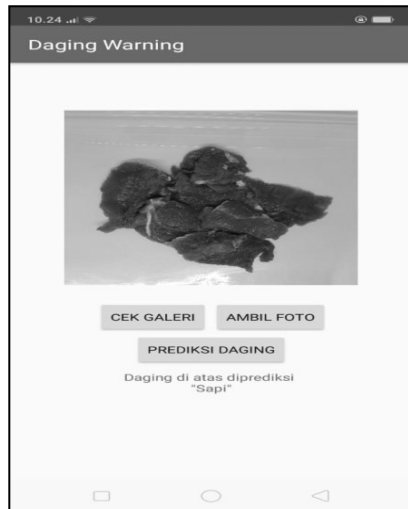 10.24
Daging Warning
CEK GALERI AMBIL FOTO
PREDIKSI DAGING
Daging di atas diprediksi
"Sapi"